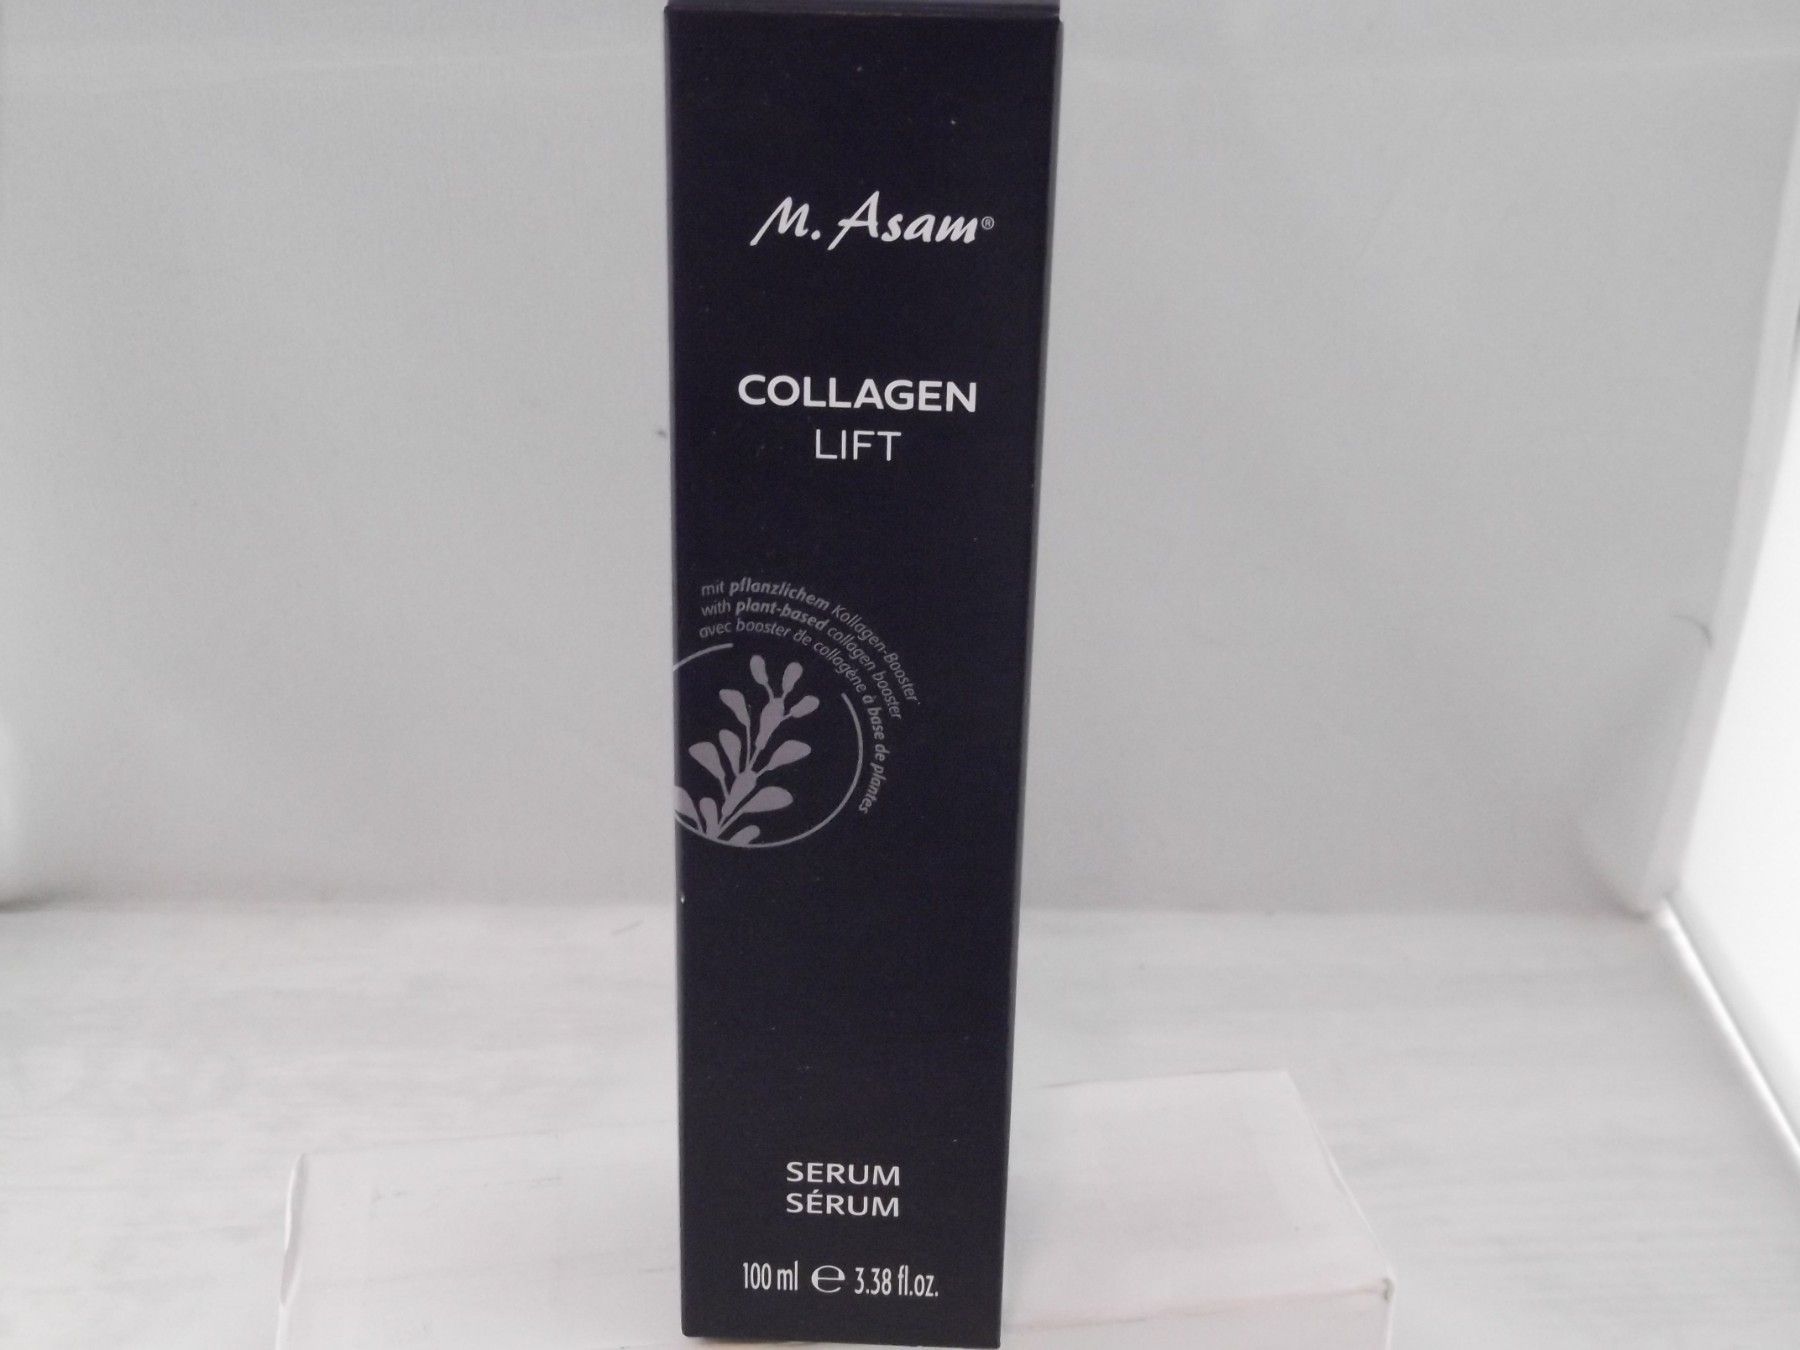 M. Asam®
COLLAGEN
LIFT
mit pflanzlichem Kollagen-Booster
with plant-based collagen booster
avec booster de collagène à base de plantes
SERUM
SÉRUM
100 ml ℮ 3.38 fl.oz.